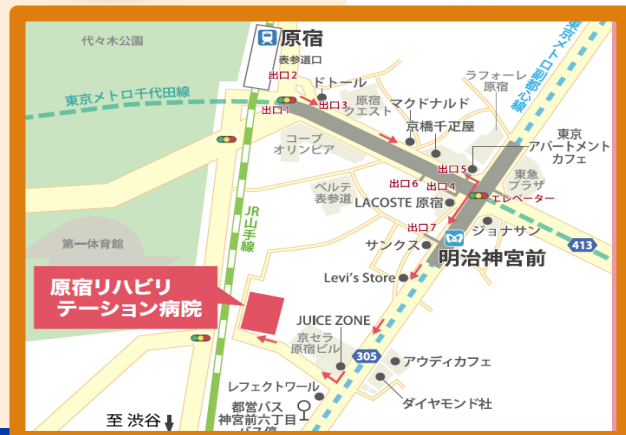 代々木公園
原宿
表参道口
出口2
ドトール
東京メトロ千代田線
出口1
出口3
原宿
クエスト
マクドナルド
ラフォーレ
原宿
東京メトロ副都心線
京橋千疋屋
コープ
オリンピア
東京
アパートメント
カフェ
出口5
出口6
出口4
東急
プラザ
エレベーター
ベルテ
表参道
LACOSTE 原宿
ジョナサン
413
JR山手線
出口7
サンクス
明治神宮前
第一体育館
Levi's Store
原宿リハビリ
テーション病院
JUICE ZONE
京セラ
原宿ビル
305
アウディカフェ
レフェクトワール
ダイヤモンド社
都営バス
神宮前六丁目
バス停
至 渋谷